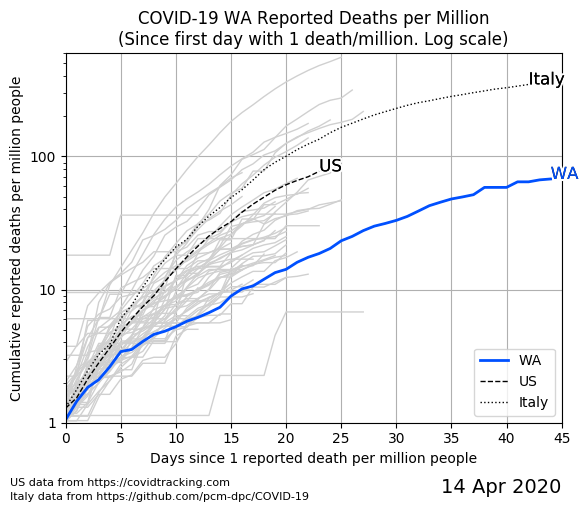 COVID-19 WA Reported Deaths per Million
(Since first day with 1 death/million. Log scale)
Cumulative reported deaths per million people
100
10
1
Italy
US
WA
WA
US
Italy
0 5 10 15 20 25 30 35 40 45
Days since 1 reported death per million people
US data from https://covidtracking.com
Italy data from https://github.com/pcm-dpc/COVID-19
14 Apr 2020